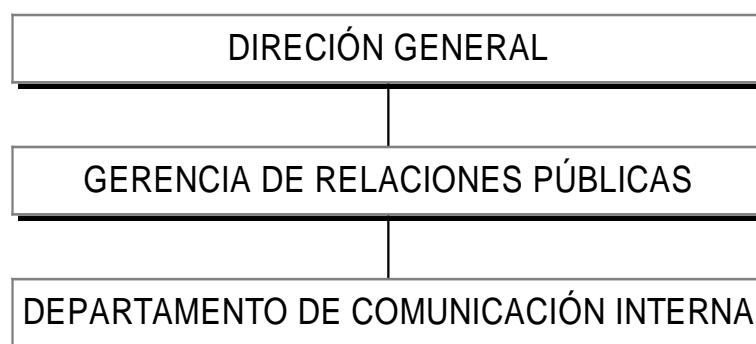 DIRECIÓN GENERAL
GERENCIA DE RELACIONES PÚBLICAS
DEPARTAMENTO DE COMUNICACIÓN INTERNA